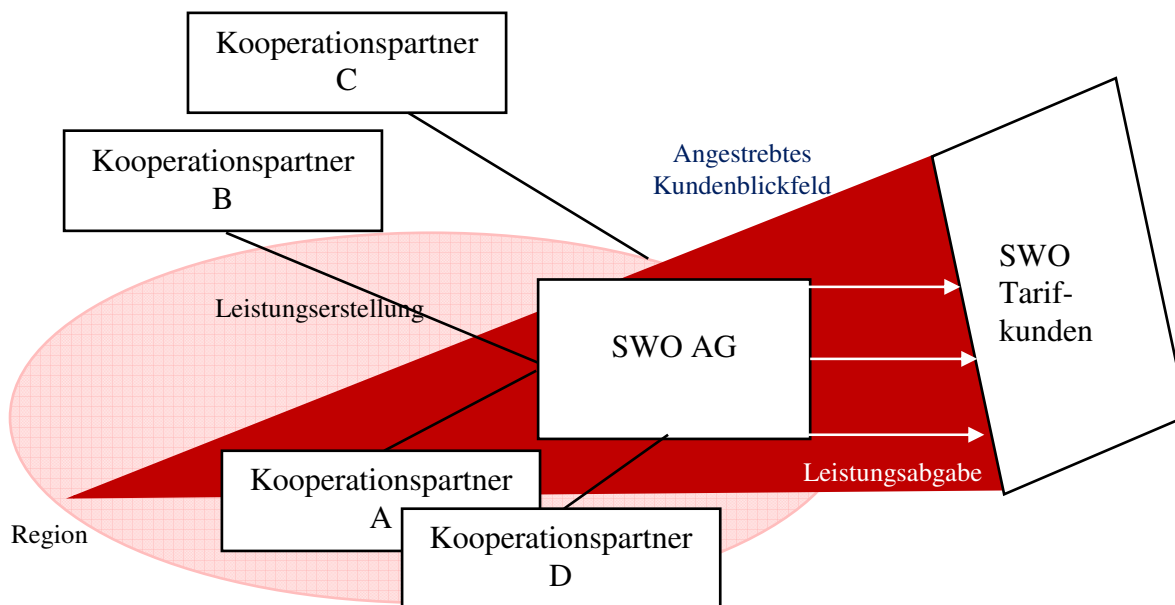 Kooperationspartner
C
Kooperationspartner
B
Angestrebtes
Kundenblickfeld
Leistungserstellung
SWO AG
SWO
Tarif-
kunden
Leistungsabgabe
Kooperationspartner
A
Region
Kooperationspartner
D